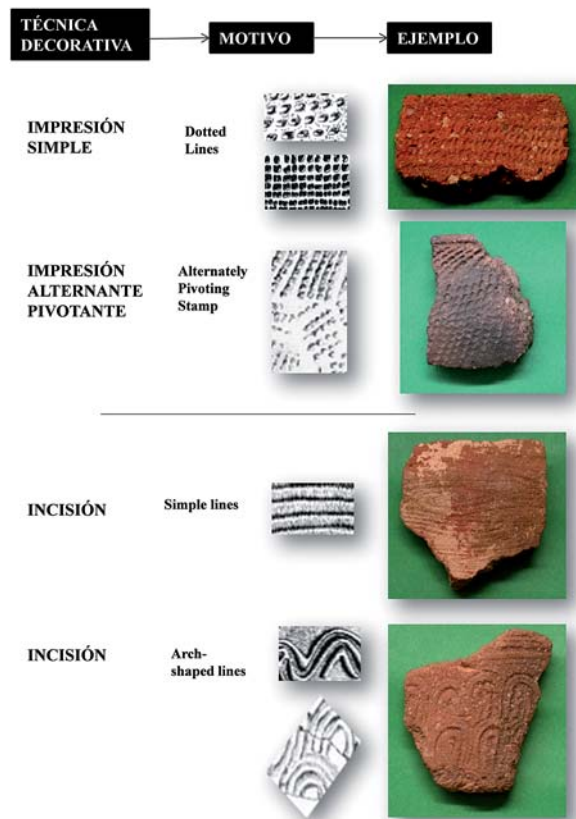 TÉCNICA
DECORATIVA
MOTIVO
EJEMPLO
IMPRESIÓN
SIMPLE
Dotted
Lines
IMPRESIÓN
ALTERNANTE
PIVOTANTE
Alternately
Pivoting
Stamp
INCISIÓN
Simple lines
INCISIÓN
Arch-
shaped lines